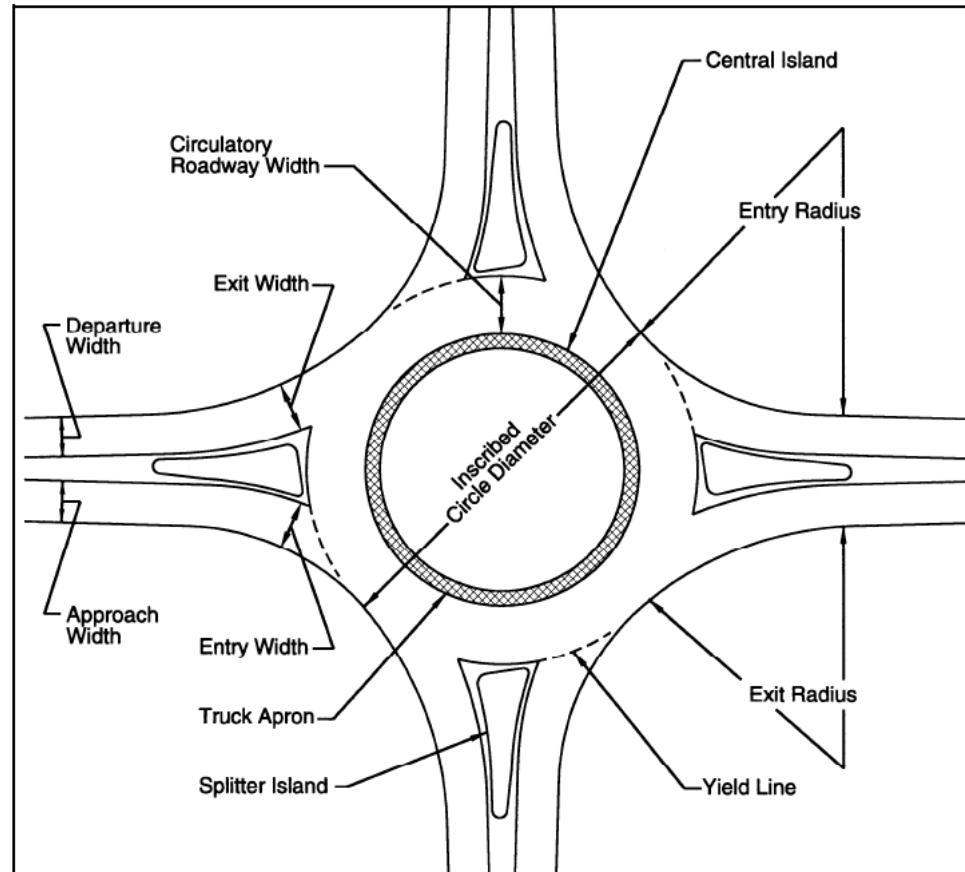 Central Island
Circulatory
Roadway Width
Entry Radius
Exit Width
Departure
Width
Inscribed
Circle Diameter
Approach
Width
Entry Width
Exit Radius
Truck Apron
Splitter Island
Yield Line